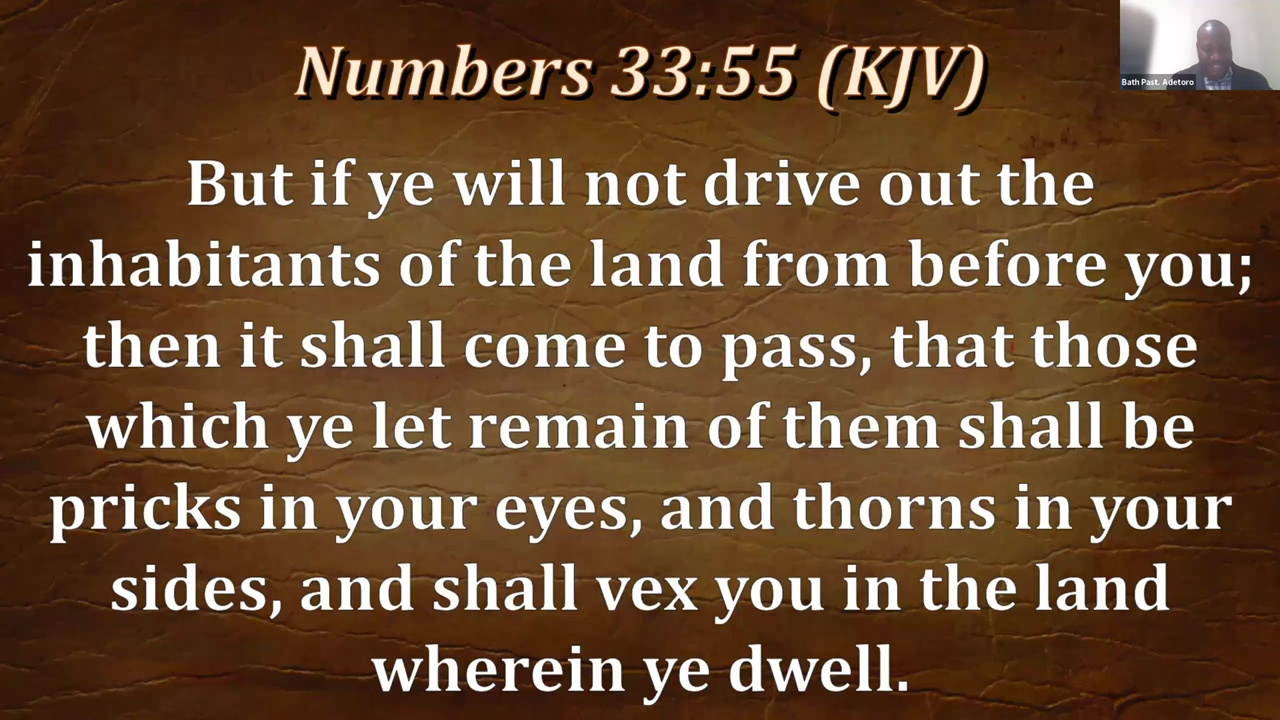 Numbers 33:55 (KJV)
Bath Past. Adetoro
But if ye will not drive out the
inhabitants of the land from before you;
then it shall come to pass, that those
which ye let remain of them shall be
pricks in your eyes, and thorns in your
sides, and shall vex you in the land
wherein ye dwell.